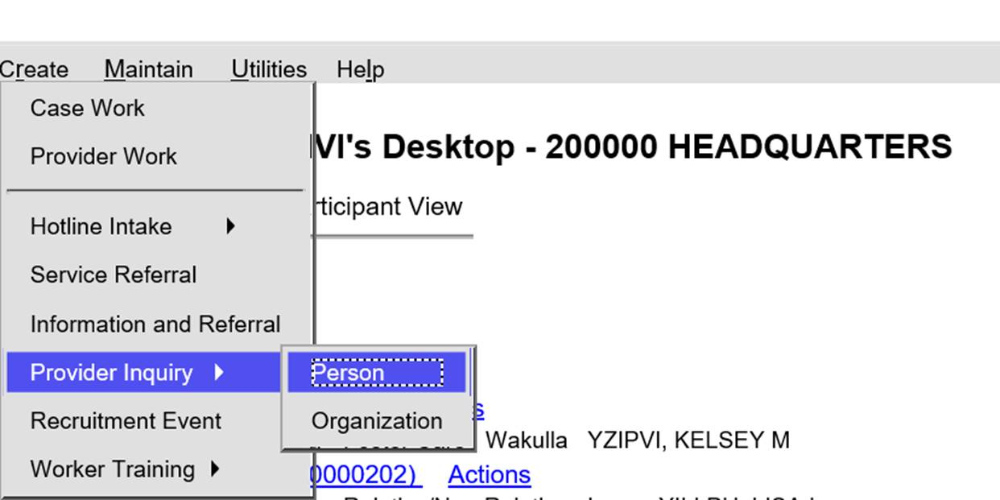 Create Maintain Utilities Help
Case Work
Provider Work
VI's Desktop - 200000 HEADQUARTERS
rticipant View
Hotline Intake
Service Referral
Information and Referral
Provider Inquiry Person
s
Recruitment Event Organization
Wakulla YZIPVI, KELSEY M
Worker Training
0000202) Actions